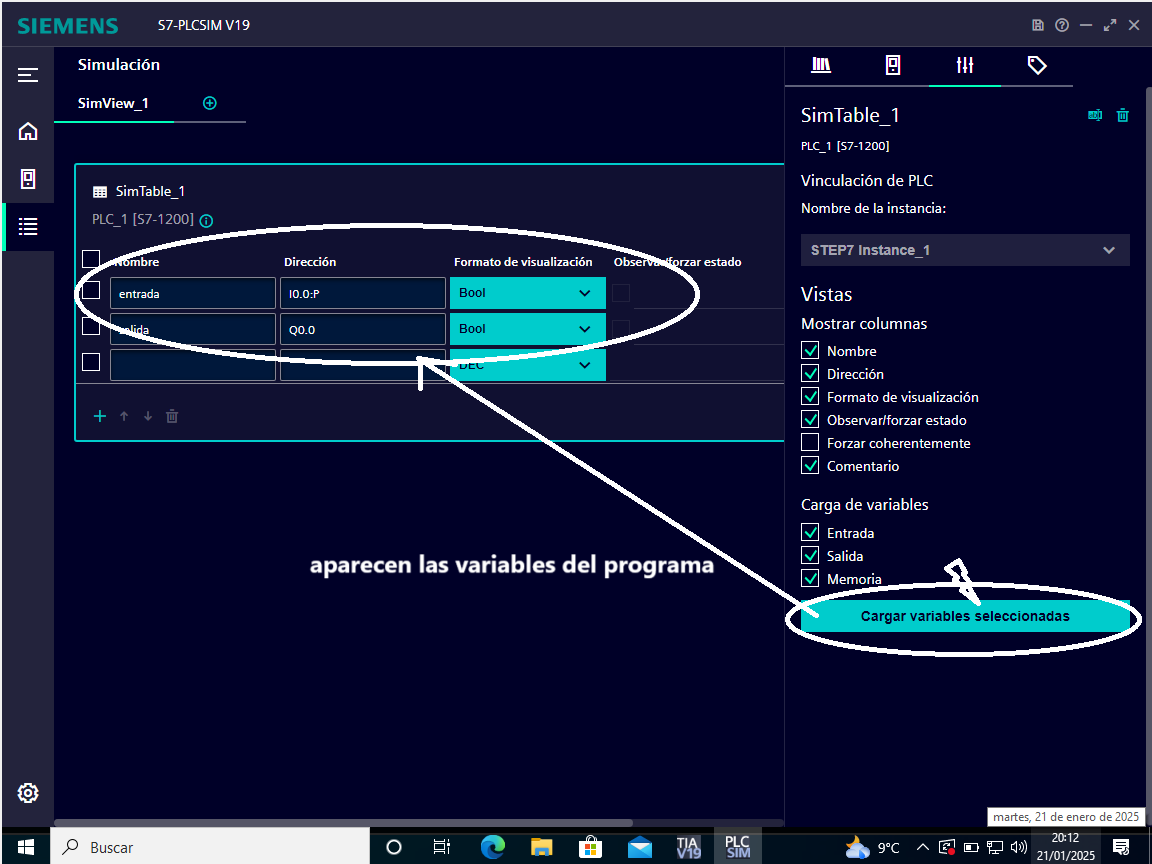 SIEMENS S7-PLCSIM V19
Simulación
SimView_1
SimTable_1
PLC_1 [S7-1200]
Nombre Dirección Formato de visualización Observar/forzar estado
entrada I0.0:P Bool
salida Q0.0 Bool
DEC
aparecen las variables del programa
SimTable_1
PLC_1 [S7-1200]
Vinculación de PLC
Nombre de la instancia:
STEP7 Instance_1
Vistas
Mostrar columnas
Nombre
Dirección
Formato de visualización
Observar/forzar estado
Forzar coherentemente
Comentario
Carga de variables
Entrada
Salida
Memoria
Cargar variables seleccionadas
martes, 21 de enero de 2025
Buscar
TIA
V19
PLC
SIM
9°C
20:12
21/01/2025